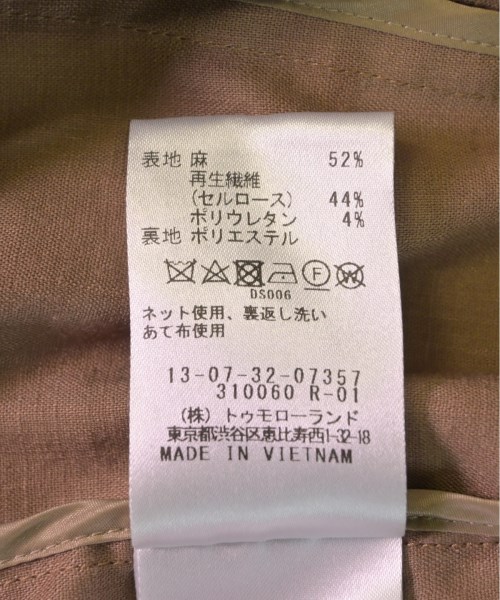 表地 麻 52%
再生繊維
(セルロース) 44%
ポリウレタン 4%
裏地 ポリエステル
F W
DS006
ネット使用、裏返し洗い
あて布使用
13-07-32-07357
310060 R-01
(株) トゥモローランド
東京都渋谷区恵比寿西1-32-18
MADE IN VIETNAM